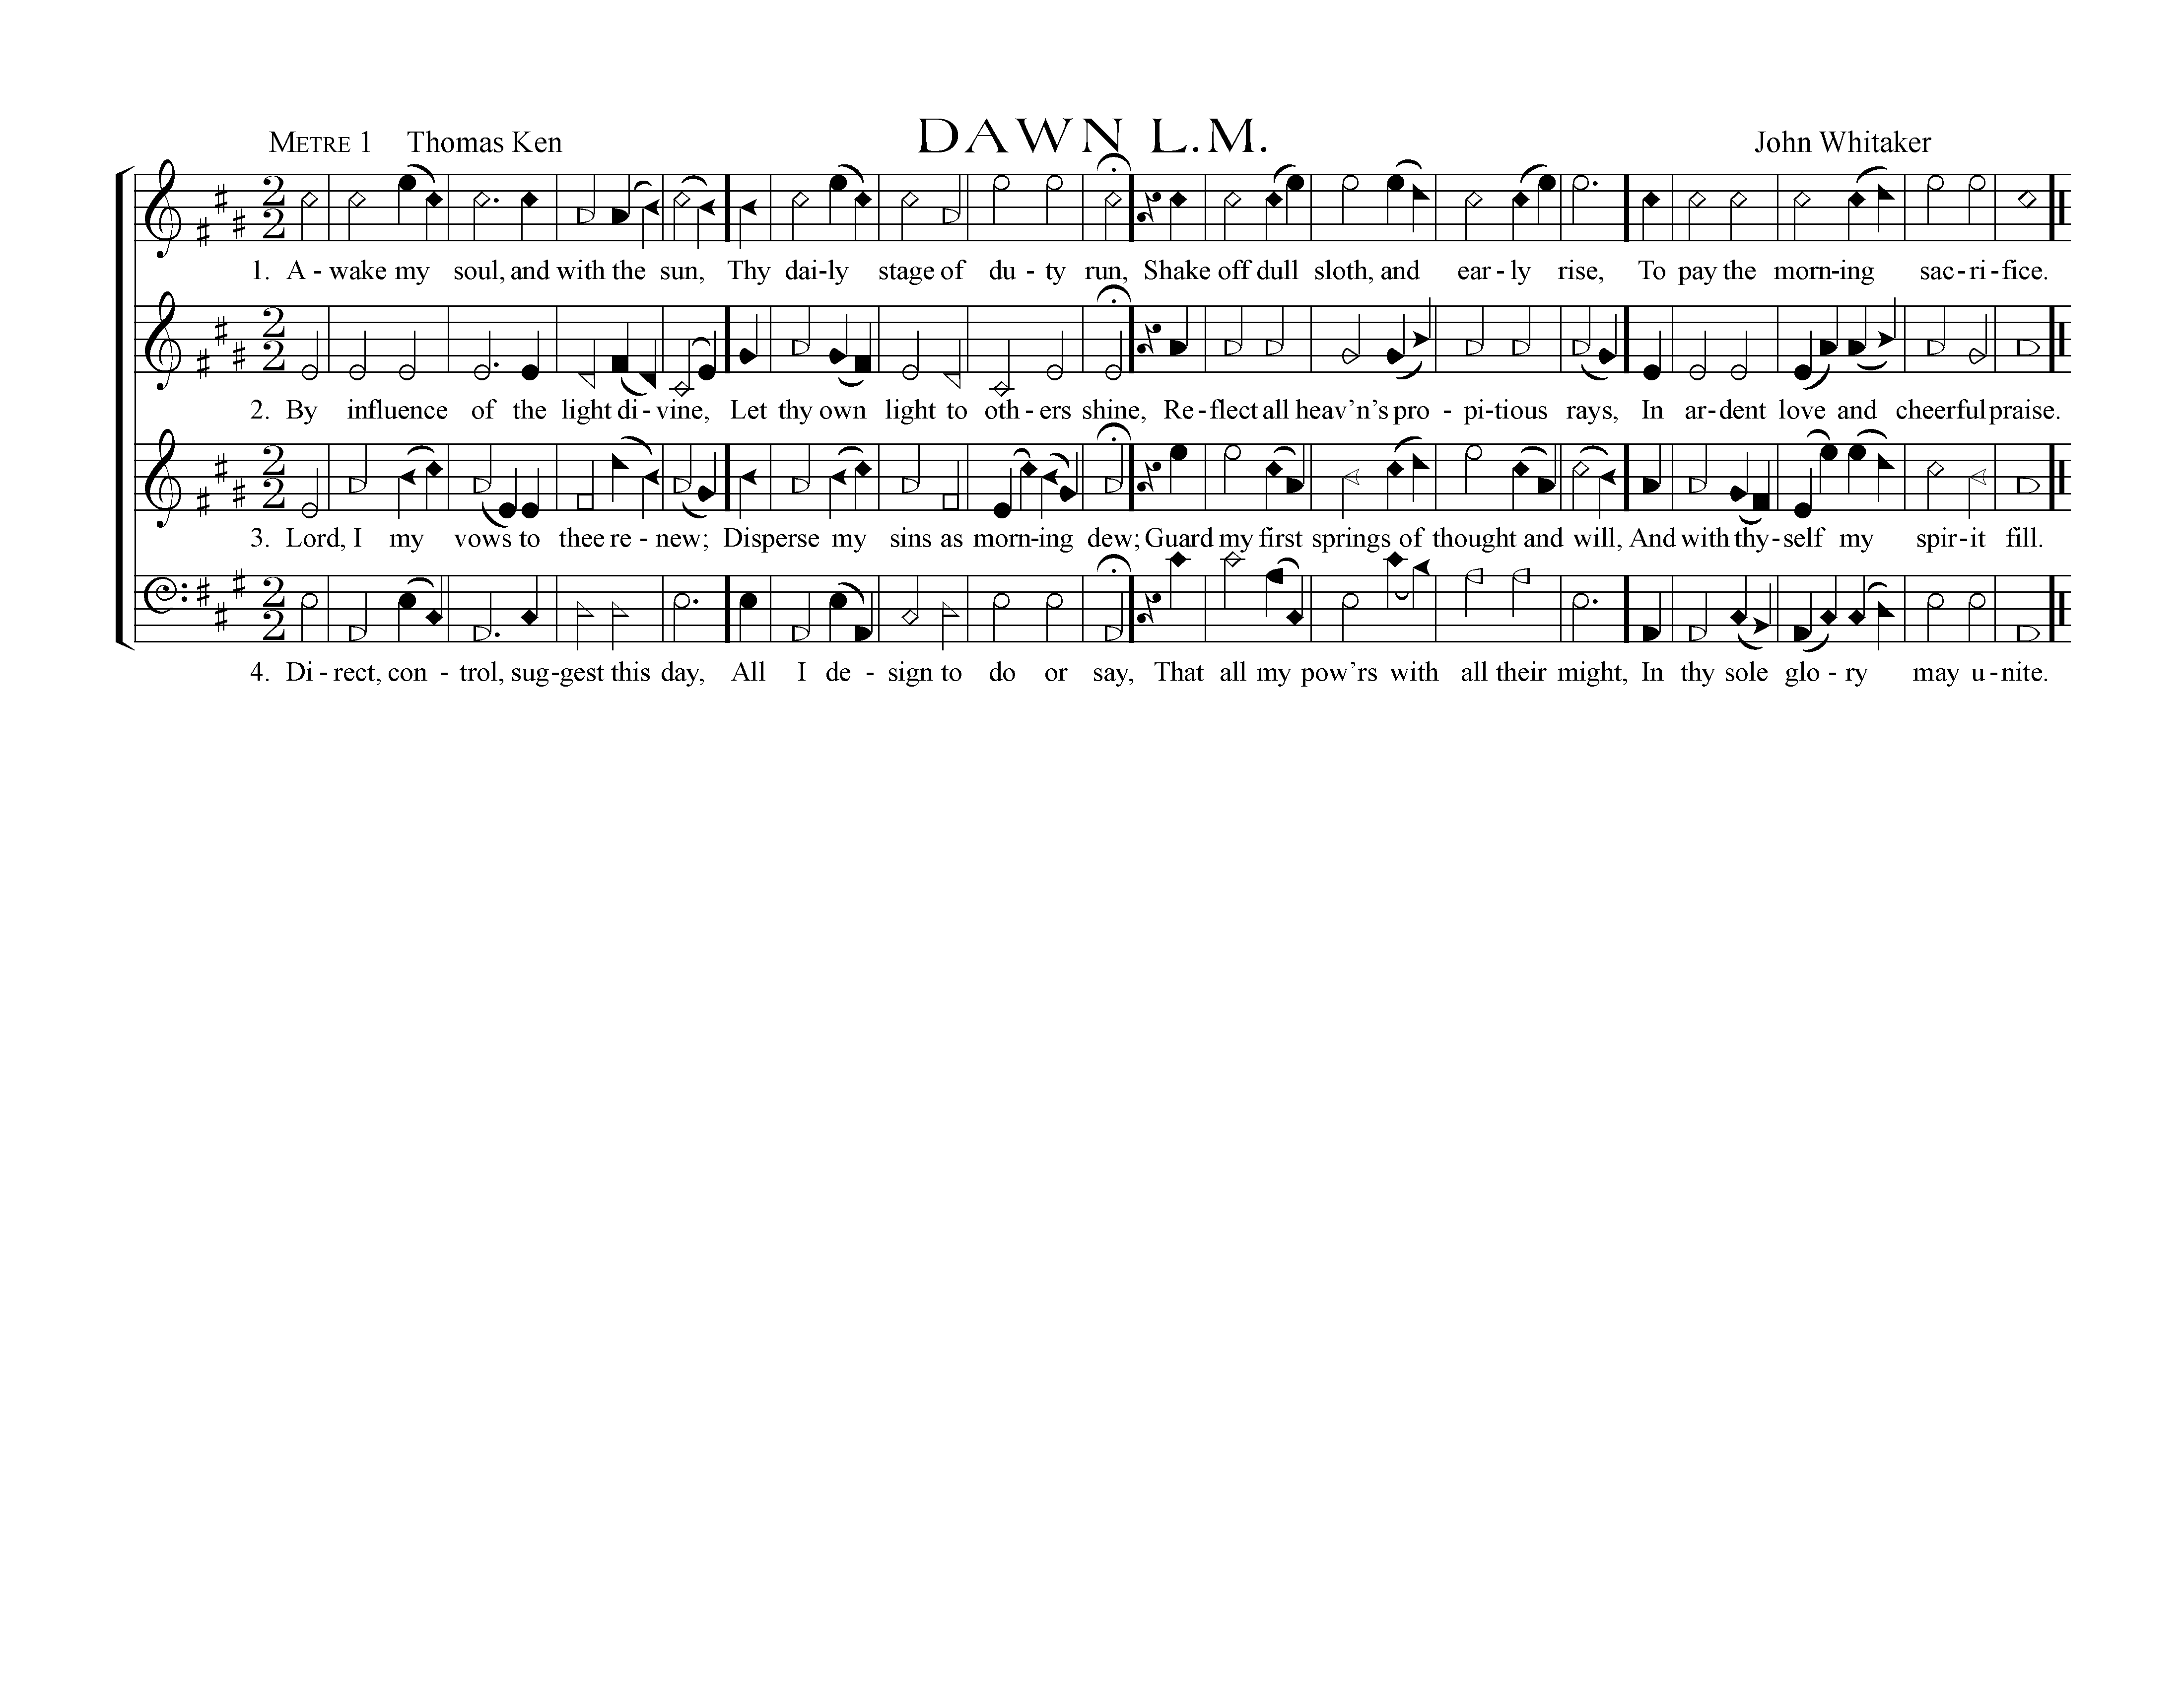 DAWN L.M.
METRE 1 Thomas Ken John Whitaker
1. A - wake my soul, and with the sun, Thy dai-ly stage of du - ty run, Shake off dull sloth, and ear - ly rise, To pay the morn-ing sac-ri-fice.
2. By influence of the light di-vine, Let thy own light to oth-ers shine, Re-flect all heav’n’s pro - pi-tious rays, In ar-dent love and cheerful praise.
3. Lord, I my vows to thee re - new; Disperse my sins as morn-ing dew; Guard my first springs of thought and will, And with thy-self my spir-it fill.
4. Di - rect, con - trol, sug-gest this day, All I de - sign to do or say, That all my pow’rs with all their might, In thy sole glo - ry may u-nite.